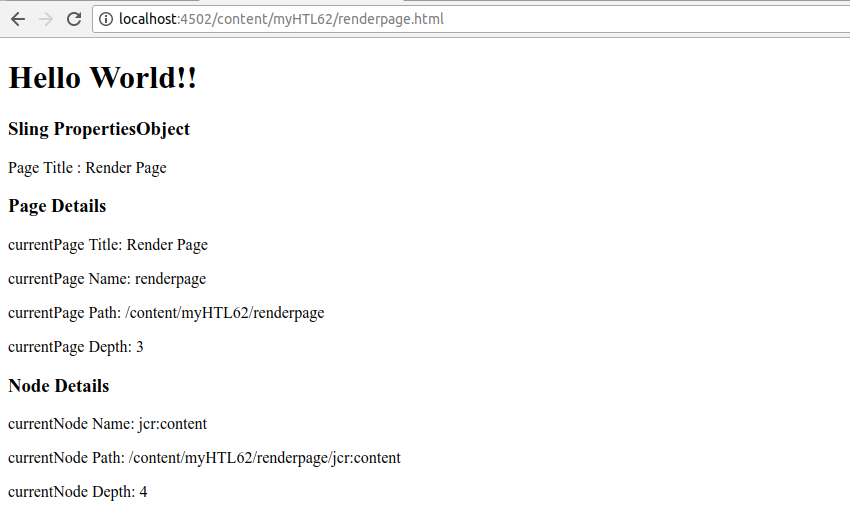 localhost:4502/content/myHTL62/renderpage.html
Hello World!!
Sling PropertiesObject
Page Title : Render Page
Page Details
currentPage Title: Render Page
currentPage Name: renderpage
currentPage Path: /content/myHTL62/renderpage
currentPage Depth: 3
Node Details
currentNode Name: jcr:content
currentNode Path: /content/myHTL62/renderpage/jcr:content
currentNode Depth: 4